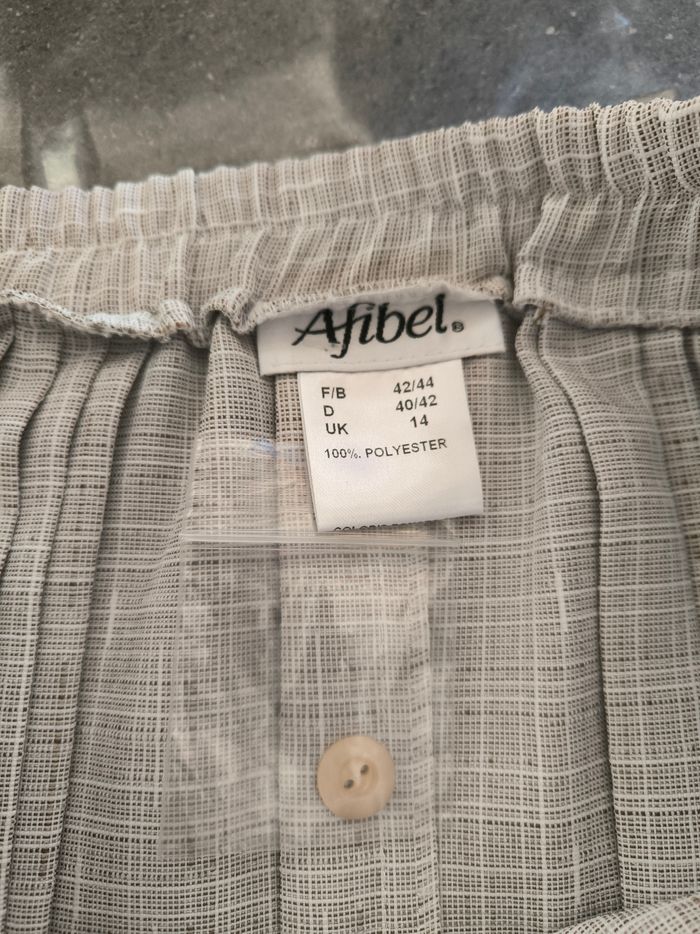 Afibel®
F/B 42/44
D 40/42
UK 14
100%. POLYESTER